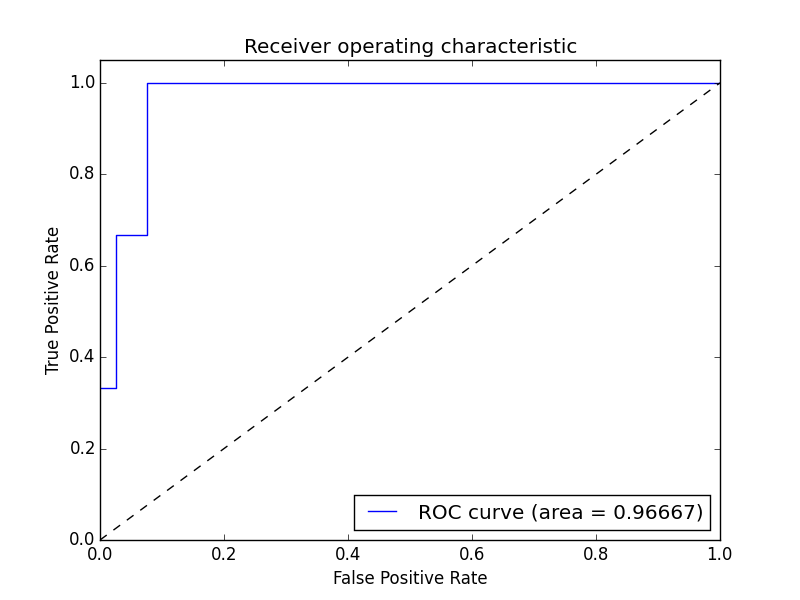 Receiver operating characteristic
1.0
0.8
0.6
0.4
0.2
0.0
True Positive Rate
ROC curve (area = 0.96667)
0.0 0.2 0.4 0.6 0.8 1.0
False Positive Rate